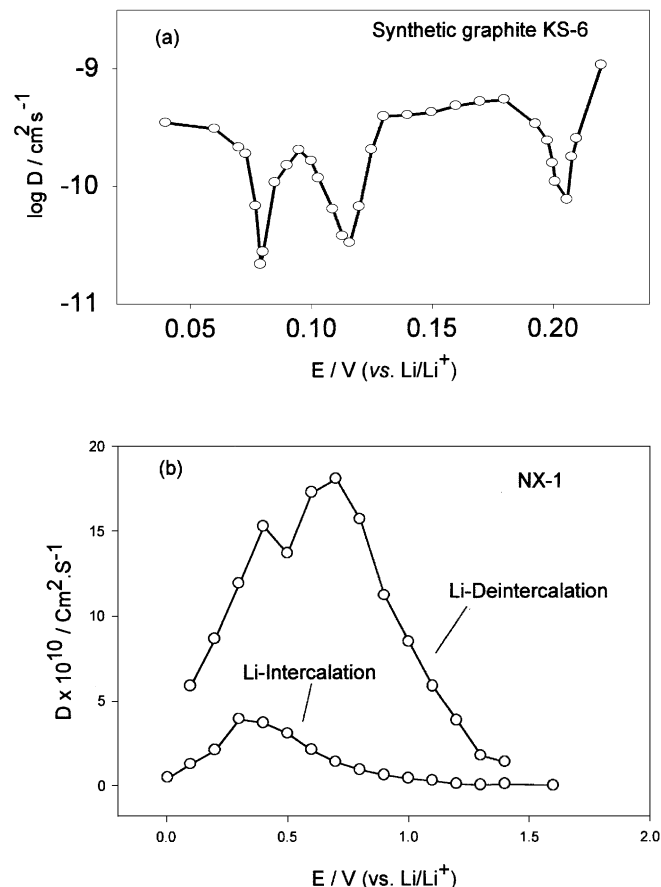 (a)
Synthetic graphite KS-6
-9
-10
-11
log D / cm² s⁻¹
0.05 0.10 0.15 0.20
E / V (vs. Li/Li⁺)
(b)
NX-1
20
15
10
5
0
D x 10¹⁰ / Cm².S⁻¹
Li-Deintercalation
Li-Intercalation
0.0 0.5 1.0 1.5 2.0
E / V (vs. Li/Li⁺)